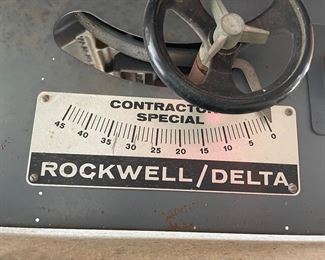 CONTRACTOR
SPECIAL
45 40 35 30 25 20 15 10 5 0
ROCKWELL/DELTA